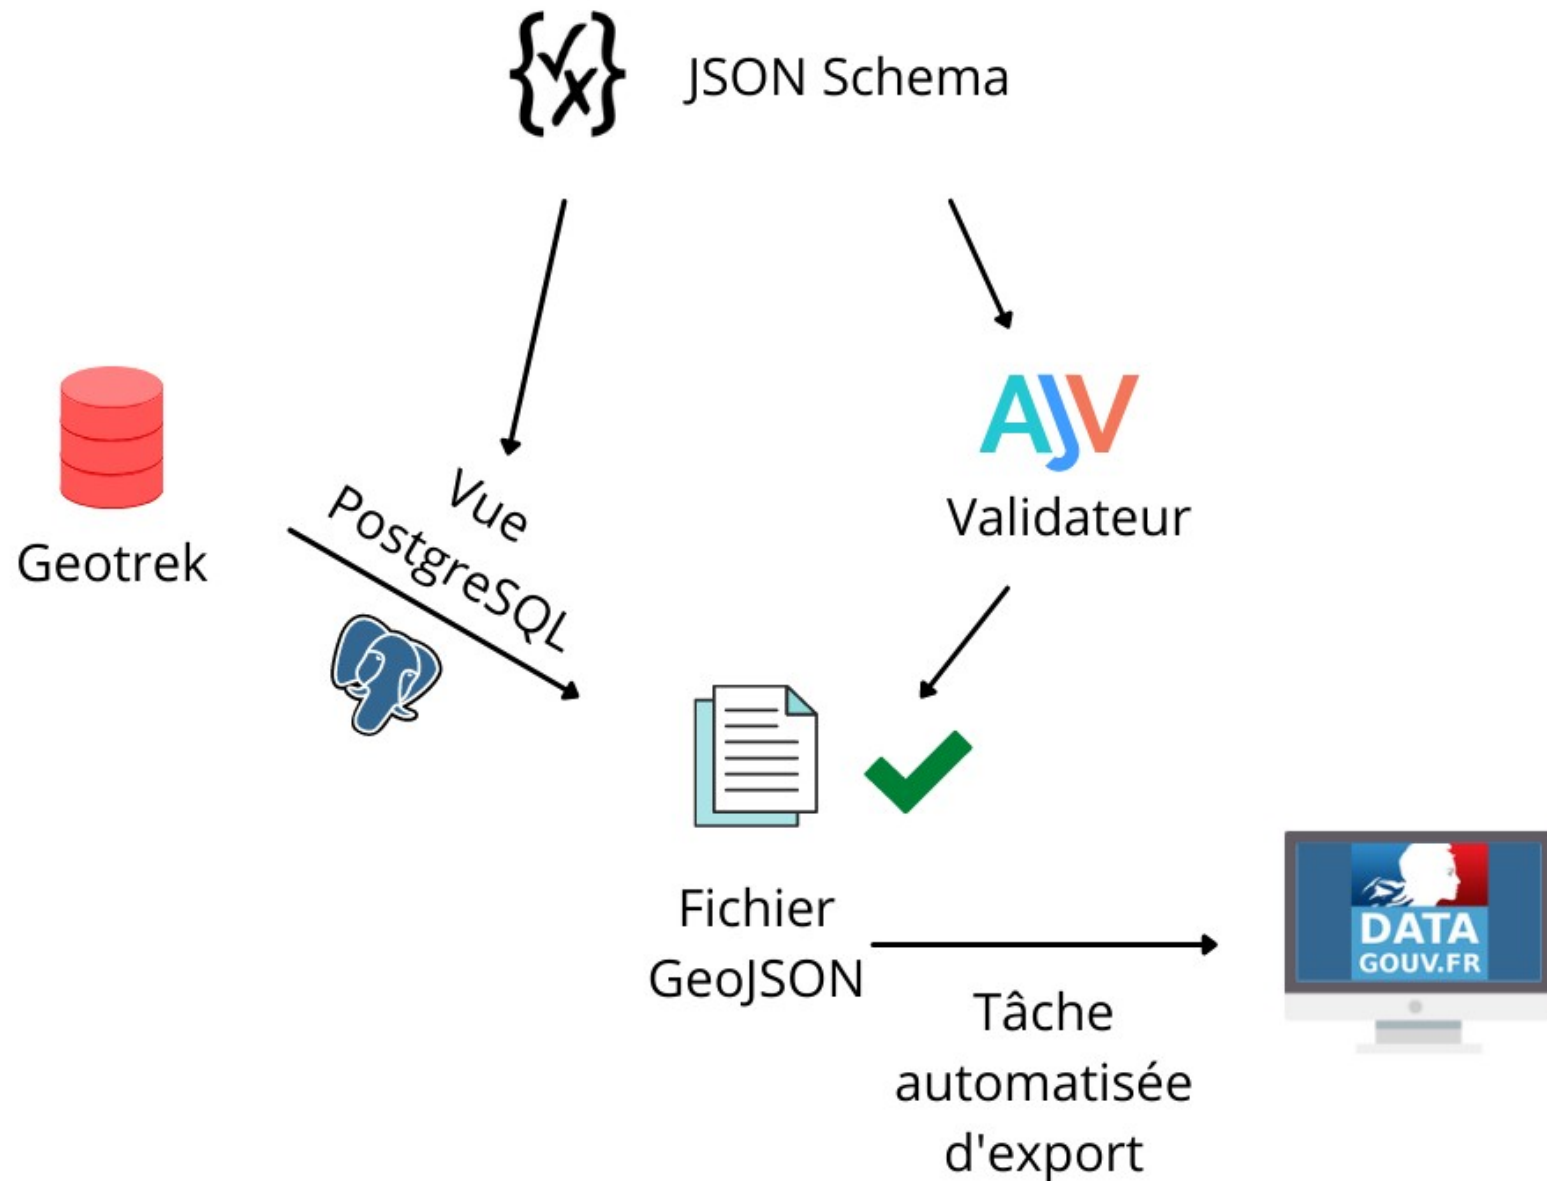 JSON Schema
AJV
Validateur
Vue
PostgreSQL
Geotrek
Fichier
GeoJSON
DATA
GOUV.FR
Tâche
automatisée
d'export